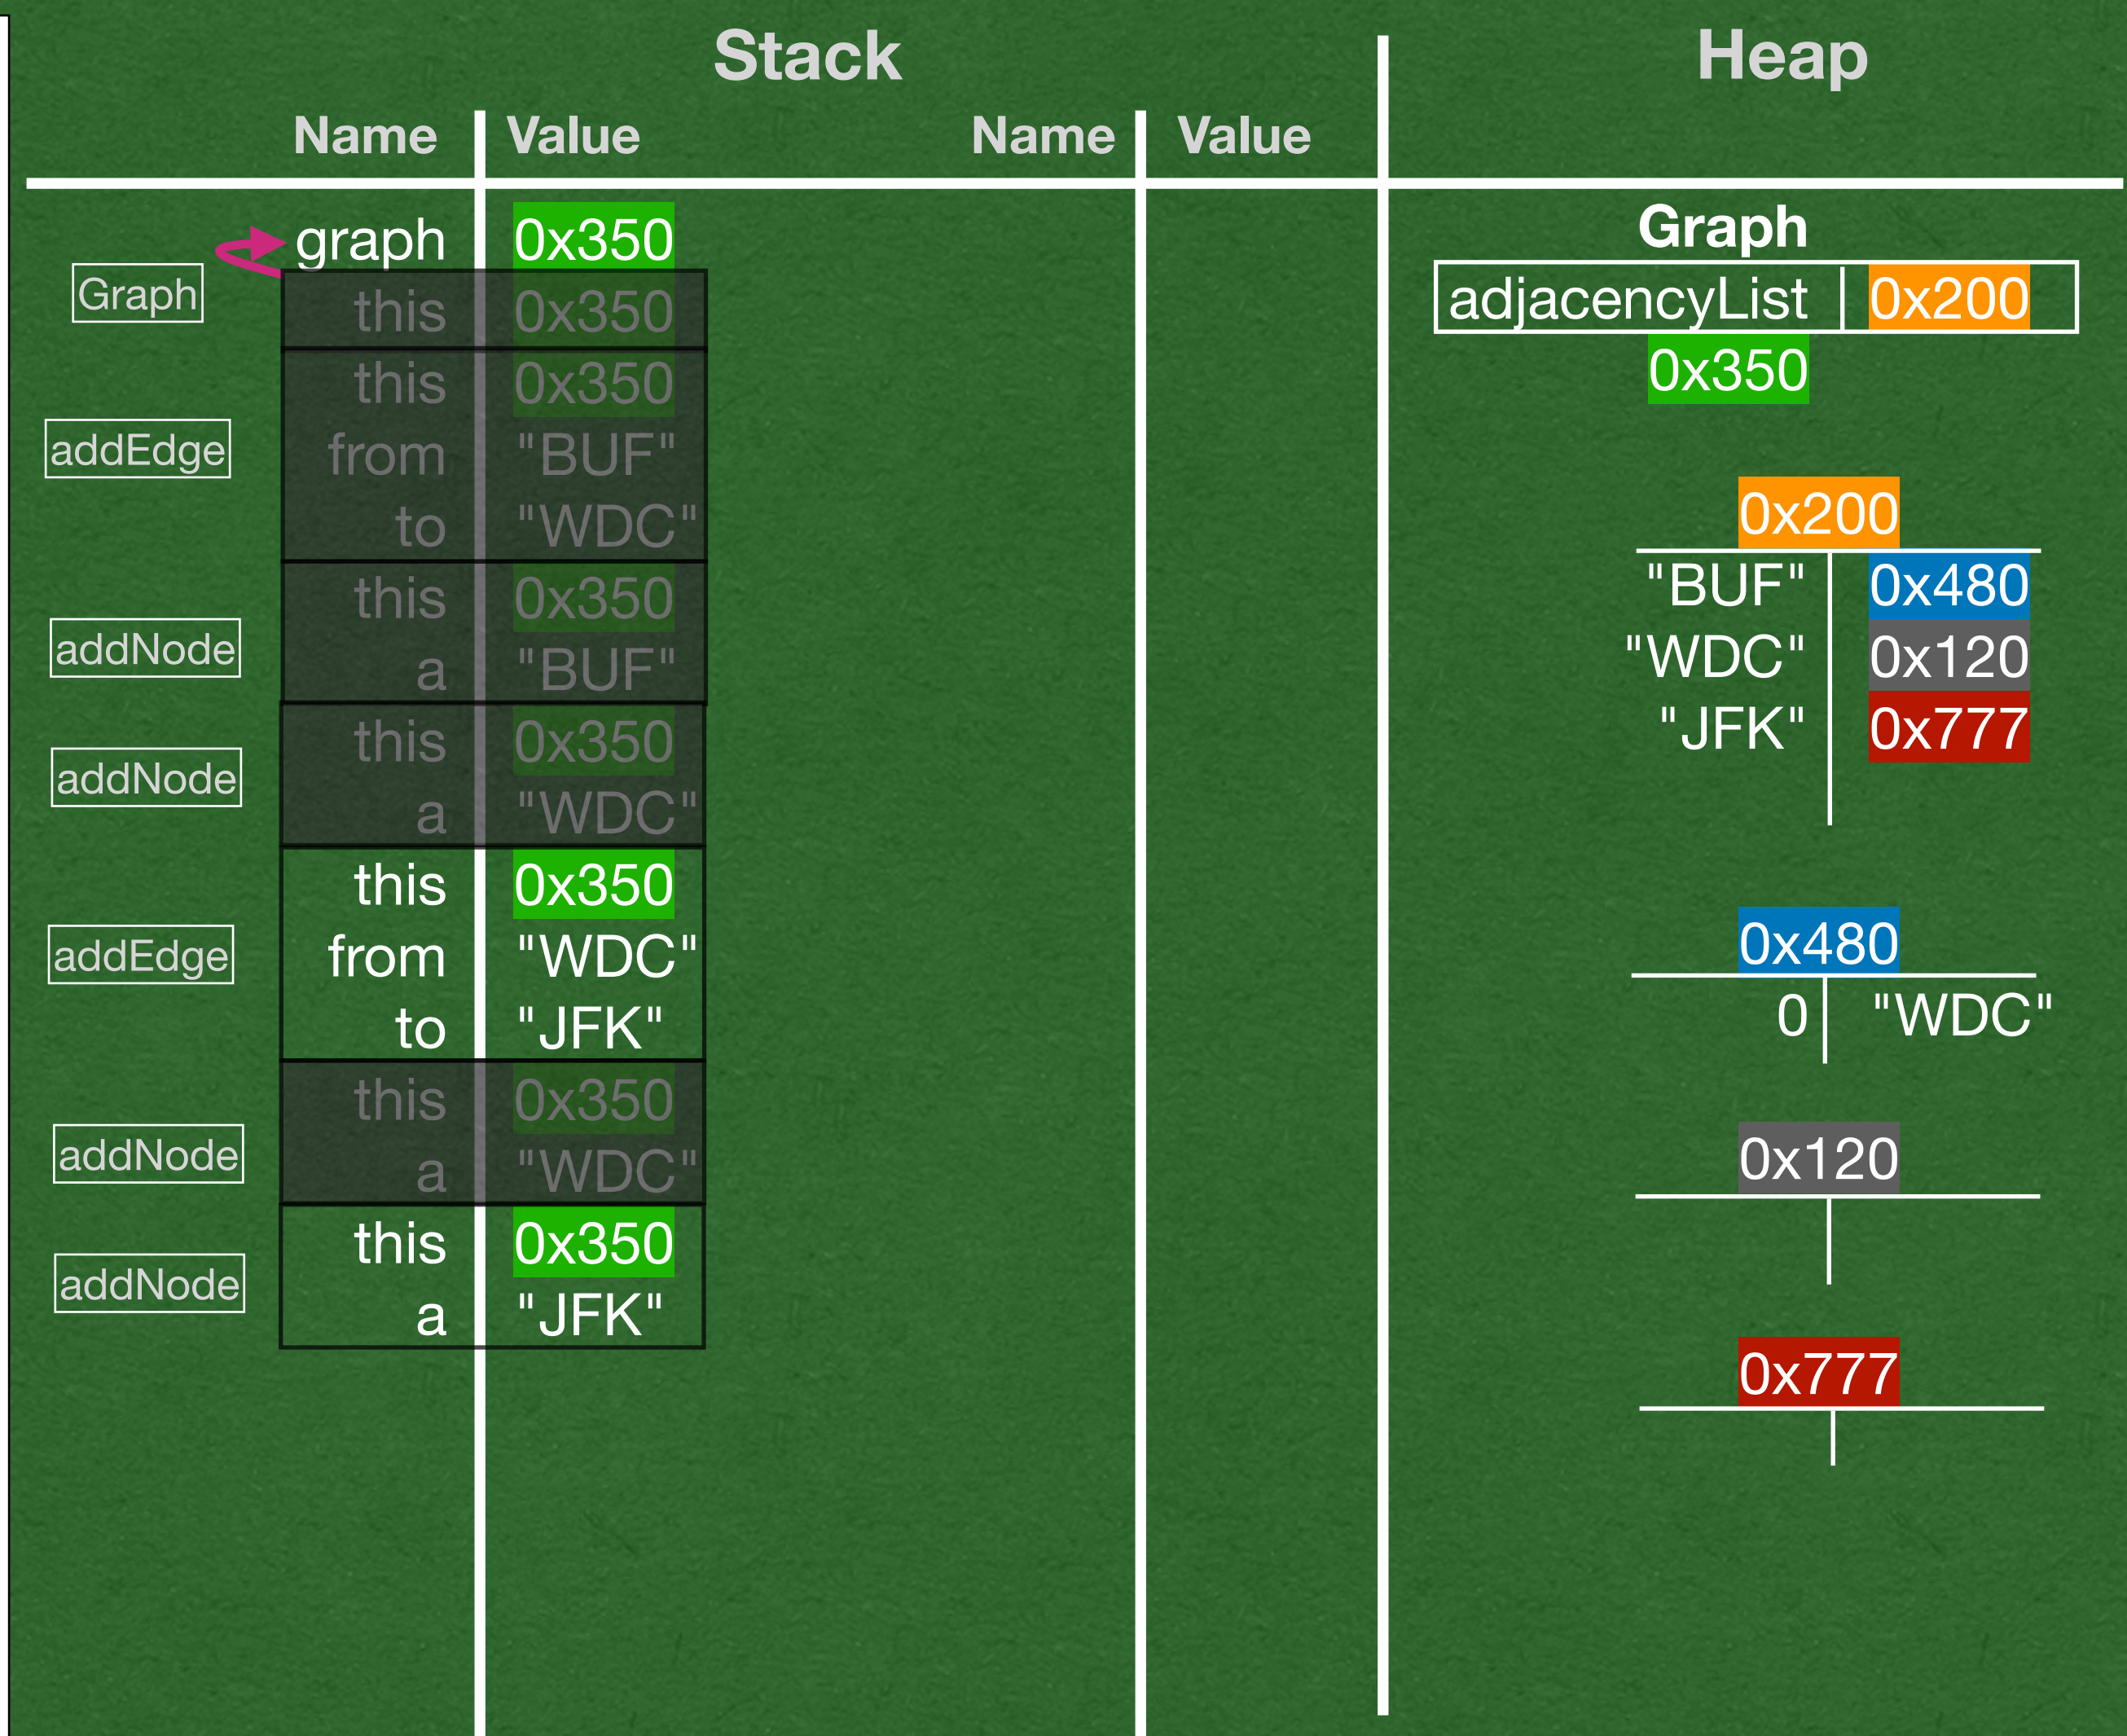 Stack
Heap
Name Value Name Value
graph 0x350
Graph
this 0x350
this 0x350
addEdge
from "BUF"
to "WDC"
this 0x350
addNode
a "BUF"
this 0x350
addNode
a "WDC"
this 0x350
addEdge
from "WDC"
to "JFK"
this 0x350
addNode
a "WDC"
this 0x350
addNode
a "JFK"
Graph
adjacencyList 0x200
0x350
0x200
"BUF" 0x480
"WDC" 0x120
"JFK" 0x777
0x480
0 "WDC"
0x120
0x777